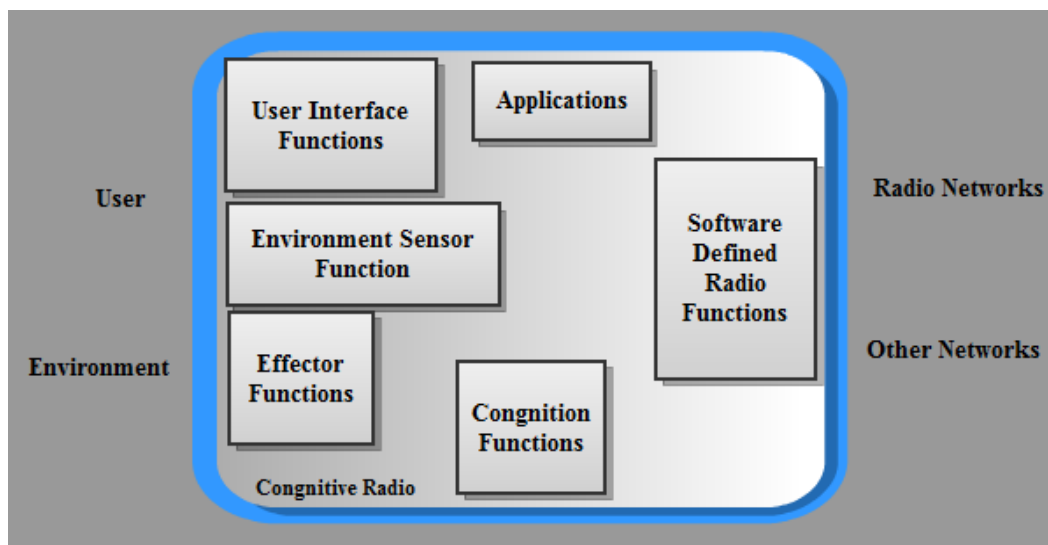 User Interface
Functions
Applications
User
Environment Sensor
Function
Software
Defined
Radio
Functions
Radio Networks
Environment
Effector
Functions
Congnition
Functions
Other Networks
Congnitive Radio